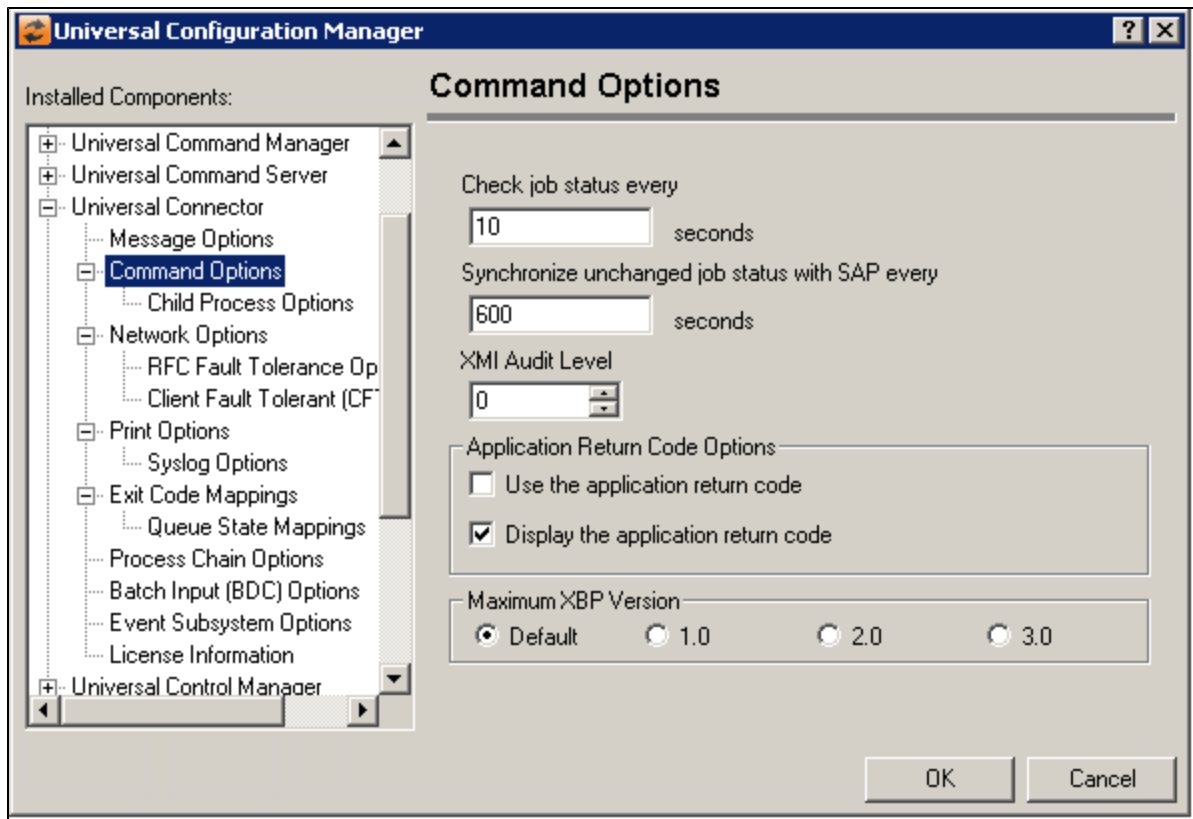 Universal Configuration Manager
Installed Components:
Universal Command Manager
Universal Command Server
Universal Connector
Message Options
Command Options
Child Process Options
Network Options
RFC Fault Tolerance Op
Client Fault Tolerant (CF
Print Options
Syslog Options
Exit Code Mappings
Queue State Mappings
Process Chain Options
Batch Input (BDC) Options
Event Subsystem Options
License Information
Universal Control Manager
Command Options
Check job status every
10 seconds
Synchronize unchanged job status with SAP every
600 seconds
XMI Audit Level
0
Application Return Code Options
Use the application return code
Display the application return code
Maximum XBP Version
Default 1.0 2.0 3.0
OK Cancel